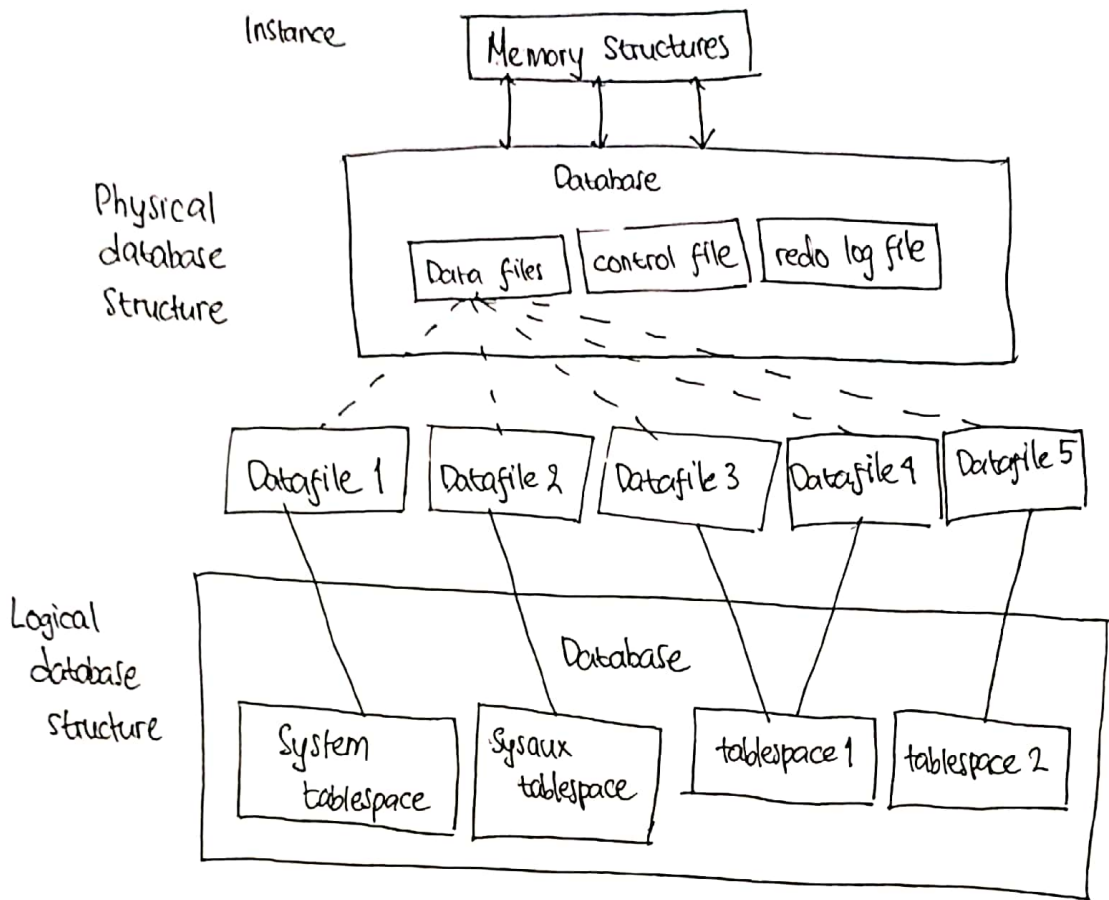 Instance
Memory Structures
Physical
database
Structure
Database
Data files
control file
redo log file
Datafile 1
Datafile 2
Datafile 3
Datafile 4
Datafile 5
Logical
database
structure
Database
System
tablespace
Sysaux
tablespace
tablespace 1
tablespace 2